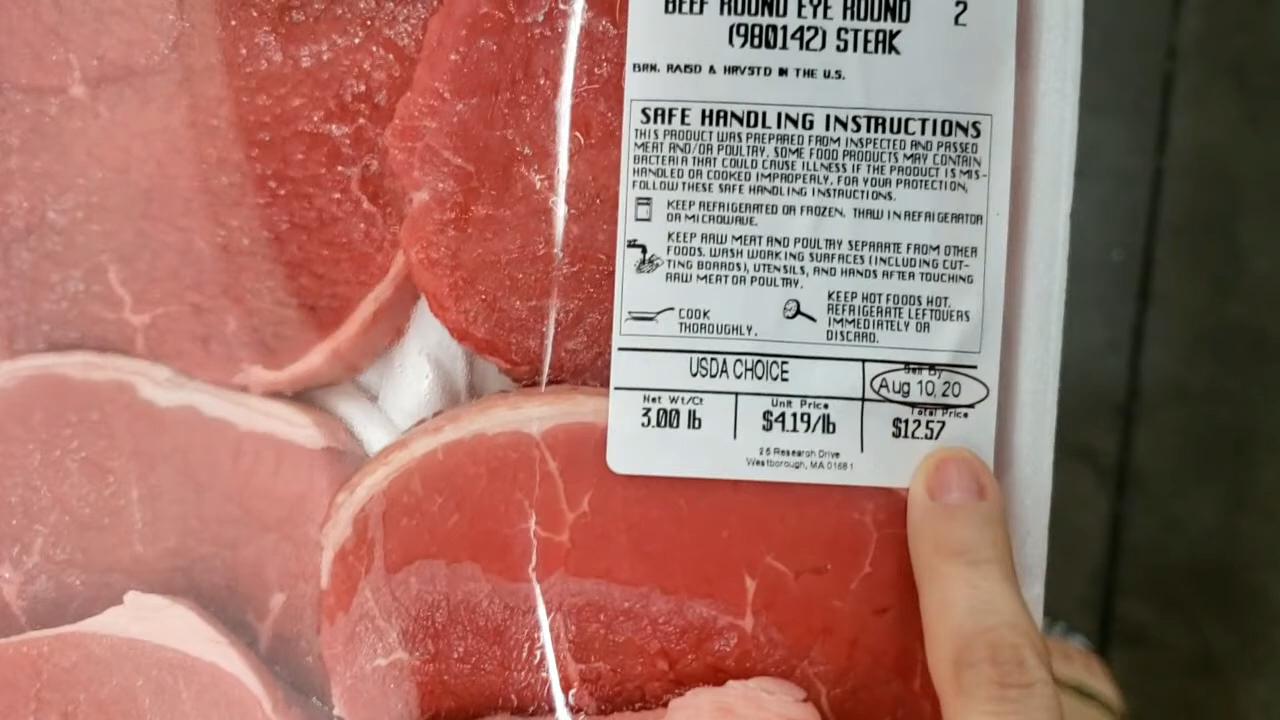 BEEF ROUND EYE ROUND 2
(980142) STEAK
BRN, RAISD & HRVSTD IN THE U.S.
SAFE HANDLING INSTRUCTIONS
THIS PRODUCT WAS PREPARED FROM INSPECTED AND PASSED
MEAT AND/OR POULTRY. SOME FOOD PRODUCTS MAY CONTAIN
BACTERIA THAT COULD CAUSE ILLNESS IF THE PRODUCT IS MIS-
HANDLED OR COOKED IMPROPERLY. FOR YOUR PROTECTION,
FOLLOW THESE SAFE HANDLING INSTRUCTIONS.
KEEP REFRIGERATED OR FROZEN. THAW IN REFRIGERATOR
OR MICROWAVE.
KEEP RAW MEAT AND POULTRY SEPARATE FROM OTHER
FOODS. WASH WORKING SURFACES (INCLUDING CUT-
TING BOARDS), UTENSILS, AND HANDS AFTER TOUCHING
RAW MEAT OR POULTRY.
COOK
THOROUGHLY.
KEEP HOT FOODS HOT.
REFRIGERATE LEFTOVERS
IMMEDIATELY OR
DISCARD.
USDA CHOICE
Sell By
Aug 10, 20
Net Wt/Ct
3.00 lb
Unit Price
$4.19/lb
Total Price
$12.57
25 Research Drive
Westborough, MA 01581